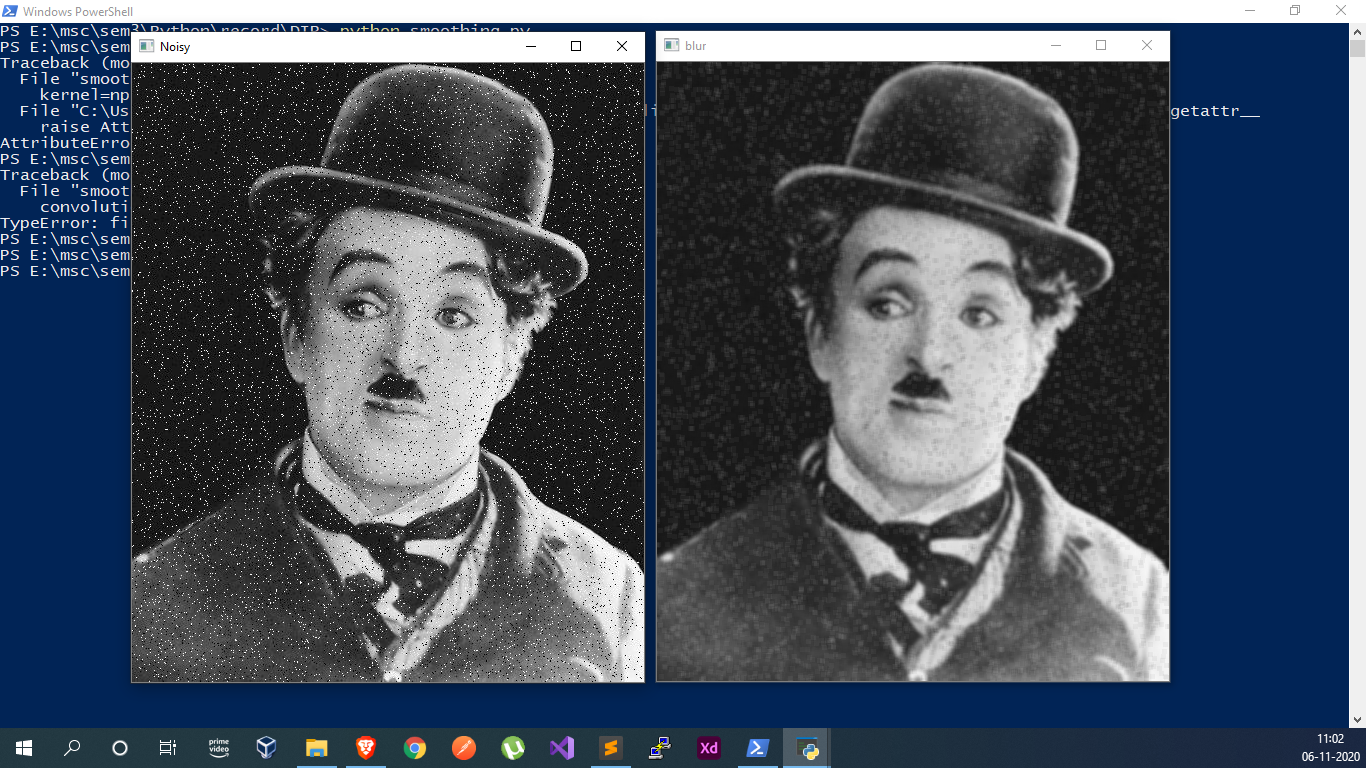 Windows PowerShell
PS E:\msc\sem3\Python\record\DIP> python smoothing.py
PS E:\msc\sem
Traceback (mo
File "smoot
kernel=np
File "C:\Us
getattr__
raise Att
AttributeErro
PS E:\msc\sem
Traceback (mo
File "smoot
convoluti
TypeError: fi
PS E:\msc\sem
PS E:\msc\sem
PS E:\msc\sem
Noisy
blur
prime video
Xd
11:02
06-11-2020